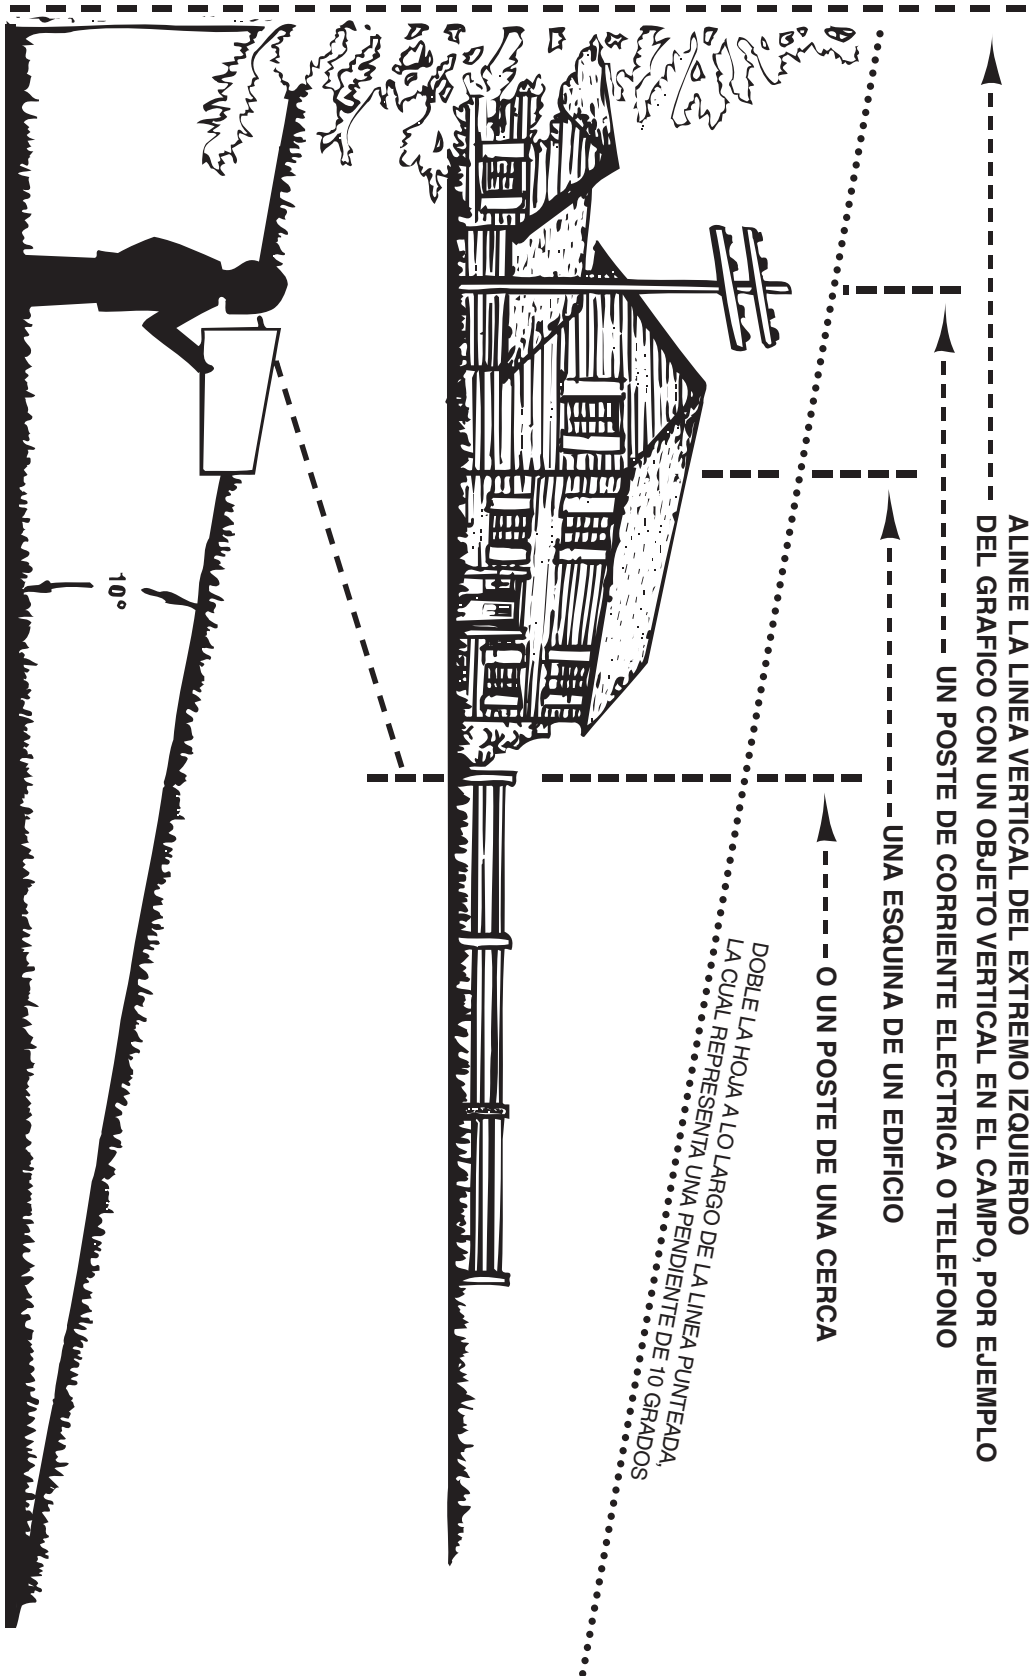 ALINEE LA LINEA VERTICAL DEL EXTREMO IZQUIERDO
DEL GRAFICO CON UN OBJETO VERTICAL EN EL CAMPO, POR EJEMPLO
UN POSTE DE CORRIENTE ELECTRICA O TELEFONO
UNA ESQUINA DE UN EDIFICIO
O UN POSTE DE UNA CERCA
DOBLE LA HOJA A LO LARGO DE LA LINEA PUNTEADA,
LA CUAL REPRESENTA UNA PENDIENTE DE 10 GRADOS
10°